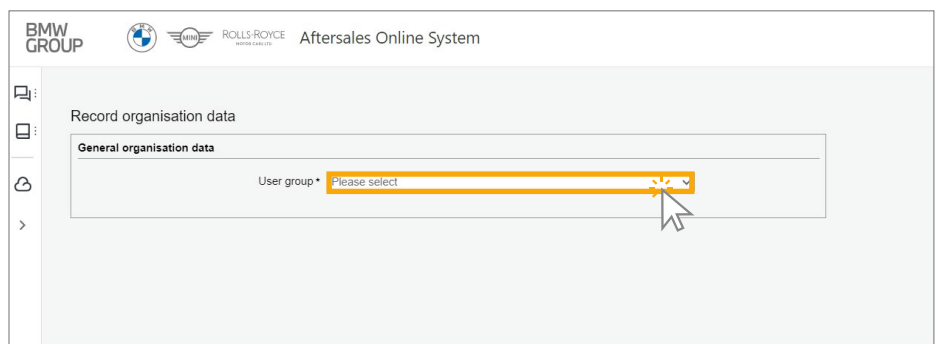 BMW
GROUP
MINI
ROLLS-ROYCE
MOTOR CARS LTD
Aftersales Online System
Record organisation data
General organisation data
User group • Please select